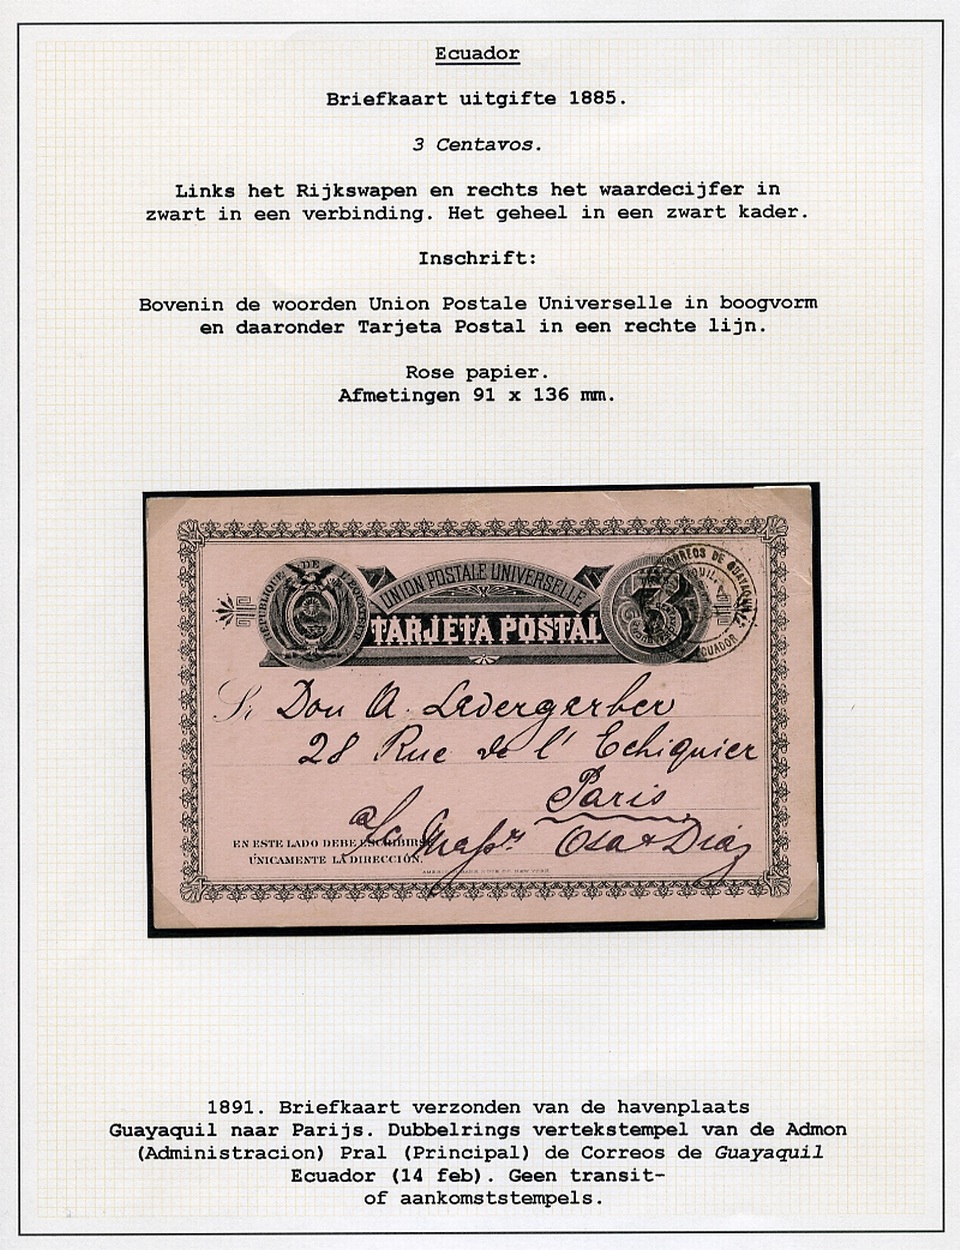 Ecuador
Briefkaart uitgifte 1885.
3 Centavos.
Links het Rijkswapen en rechts het waardecijfer in
zwart in een verbinding. Het geheel in een zwart kader.
Inschrift:
Bovenin de woorden Union Postale Universelle in boogvorm
en daaronder Tarjeta Postal in een rechte lijn.
Rose papier.
Afmetingen 91 x 136 mm.
UNION POSTALE UNIVERSELLE
TARJETA POSTAL
3
CORREOS DE GUAYAQUIL
ECUADOR
Sr Don A. Ledergerber
28 Rue de l' Echiquier
Paris
EN ESTE LADO DEBE ESCRIBIRSE
ÚNICAMENTE LA DIRECCIÓN.
Osa & Diaz
1891. Briefkaart verzonden van de havenplaats
Guayaquil naar Parijs. Dubbelrings vertekstempel van de Admon
(Administracion) Pral (Principal) de Correos de Guayaquil
Ecuador (14 feb). Geen transit-
of aankomststempels.